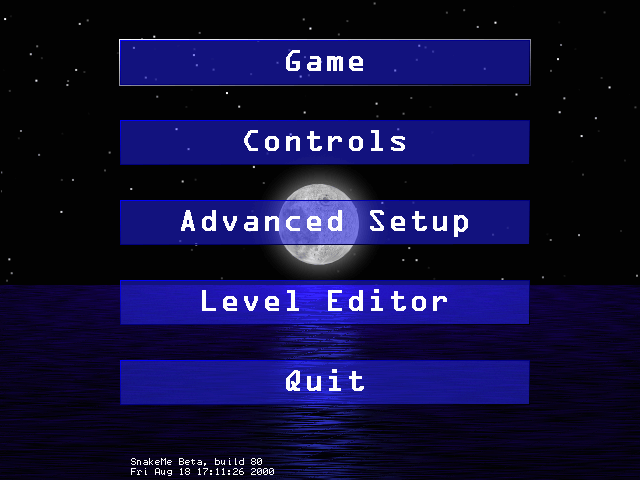 Game
Controls
Advanced Setup
Level Editor
Quit
SnakeMe Beta, build 80
Fri Aug 18 17:11:26 2000